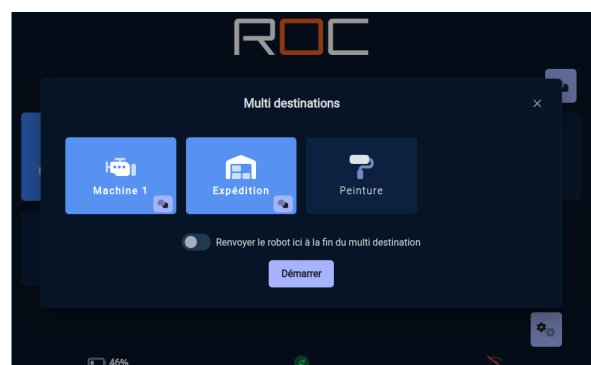 ROC
Multi destinations
Machine 1
Expédition
Peinture
Renvoyer le robot ici à la fin du multi destination
Démarrer
46%